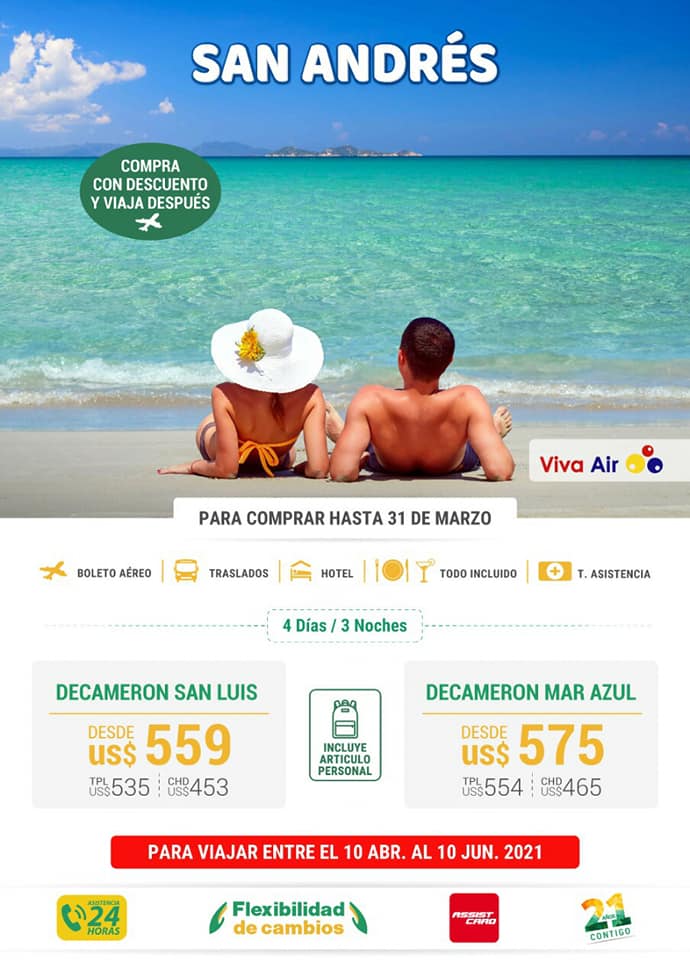 SAN ANDRÉS
COMPRA
CON DESCUENTO
Y VIAJA DESPUÉS
Viva Air
PARA COMPRAR HASTA 31 DE MARZO
BOLETO AÉREO
TRASLADOS
HOTEL
TODO INCLUIDO
T. ASISTENCIA
4 Días / 3 Noches
DECAMERON SAN LUIS
DESDE
US$ 559
TPL
US$535
CHD
US$453
INCLUYE
ARTICULO
PERSONAL
DECAMERON MAR AZUL
DESDE
US$ 575
TPL
US$554
CHD
US$465
PARA VIAJAR ENTRE EL 10 ABR. AL 10 JUN. 2021
ASISTENCIA
24
HORAS
Flexibilidad
de cambios
ASSIST
CARD
21
AÑOS
CONTIGO